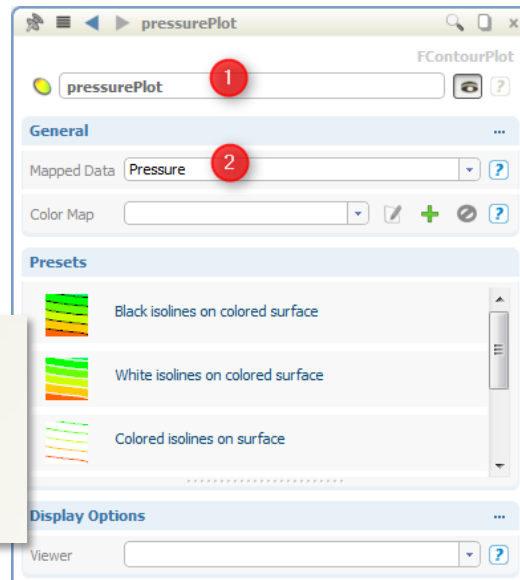 pressurePlot
x
FContourPlot
pressurePlot 1
?
General ...
Mapped Data Pressure 2 ?
Color Map ?
Presets
Black isolines on colored surface
White isolines on colored surface
Colored isolines on surface
Display Options ...
Viewer ?